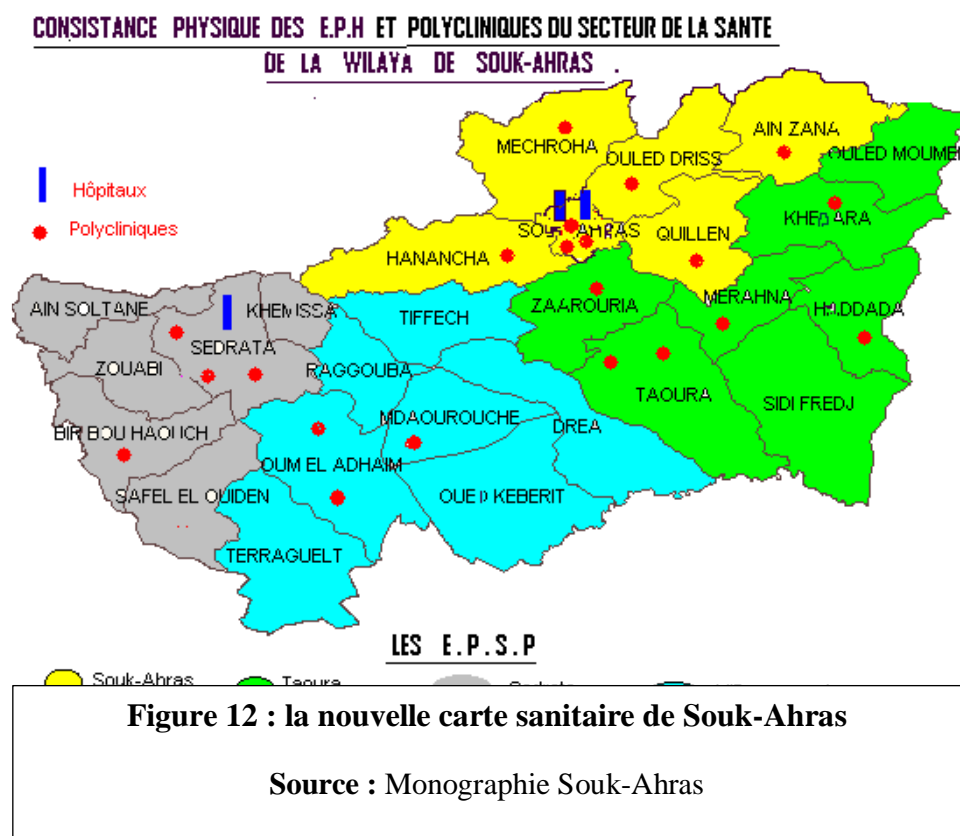 CONSISTANCE PHYSIQUE DES E.P.H ET POLYCLINIQUES DU SECTEUR DE LA SANTE
DE LA WILAYA DE SOUK-AHRAS .
AIN ZANA
MECHROHA
OULED DRISS
OULED MOUMEN
Hôpitaux
Polycliniques
KHEDARA
SOUK AHRAS
QUILLEN
HANANCHA
AIN SOLTANE
KHEMISSA
TIFFECH
ZAAROURIA
MERAHNA
HADDADA
SEDRATA
ZOUABI
RAGGOUBA
TAOURA
SIDI FREDJ
MDAOUROUCHE
DREA
BIR BOU HAOUCH
OUM EL ADHAIM
SAFEL EL OUIDEN
OUED KEBERIT
TERRAGUELT
LES E.P.S.P
Souk-Ahras
Taoura
Figure 12 : la nouvelle carte sanitaire de Souk-Ahras
Source : Monographie Souk-Ahras